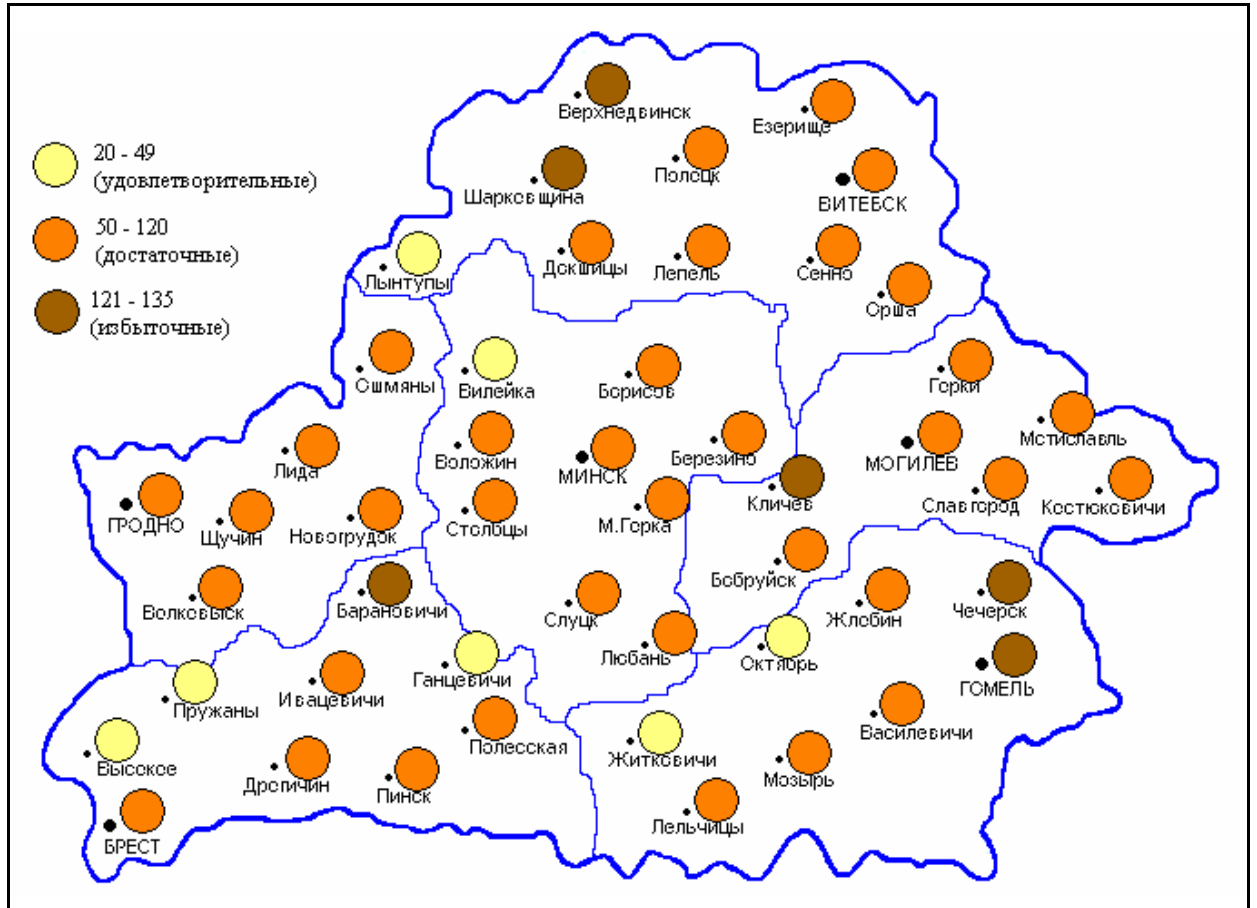 Верхнедвинск
Езерище
20 - 49
(удовлетворительные)
Полоцк
Шарковщина
ВИТЕБСК
50 - 120
(достаточные)
Докшицы
Лепель
Сенно
Лынтупы
121 - 135
(избыточные)
Орша
Ошмяны
Вилейка
Борисов
Горки
Мстиславль
Лида
Воложин
МИНСК
Березино
МОГИЛЕВ
ГРОДНО
Щучин
Новогрудок
Столбцы
М.Горка
Кличев
Славгород
Костюковичи
Волковыск
Барановичи
Слуцк
Бобруйск
Жлобин
Чечерск
Любань
Октябрь
Пружаны
Ивацевичи
Ганцевичи
ГОМЕЛЬ
Высокое
Полесская
Житковичи
Василевичи
Дрогичин
Пинск
Мозырь
БРЕСТ
Лельчицы